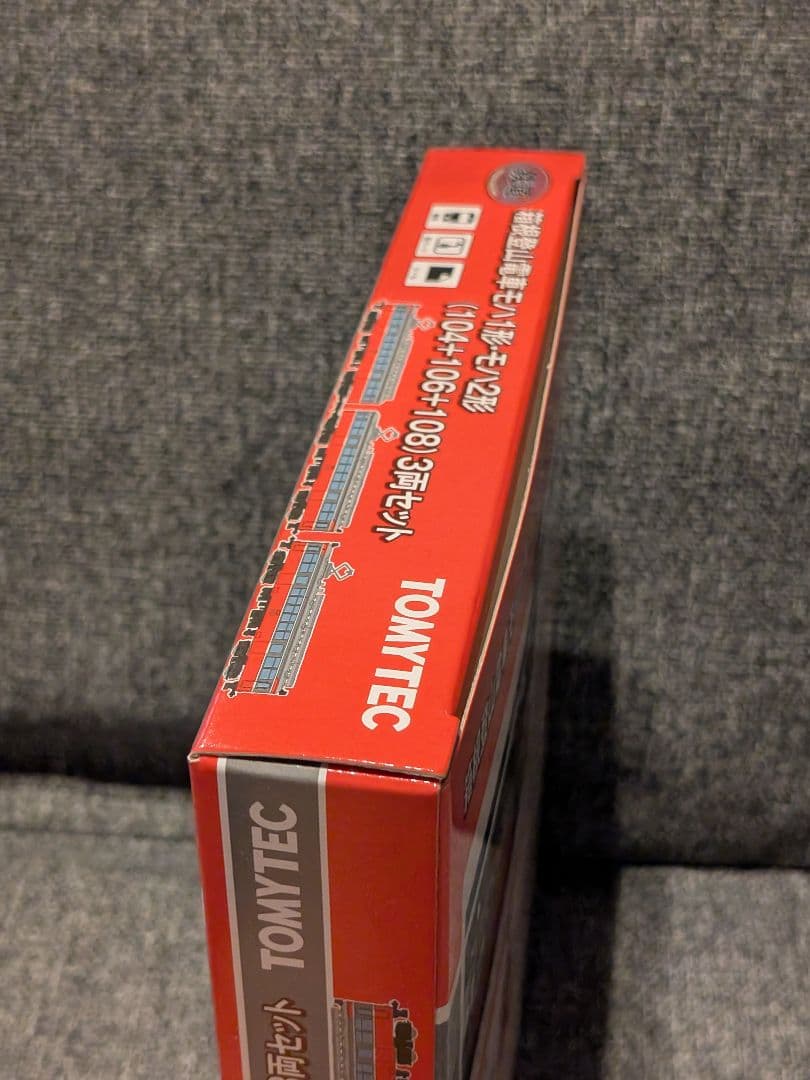 箱根登山電車モハ1形・モハ2形
(104+106+108)3両セット
TOMYTEC
TOMYTEC
両セット